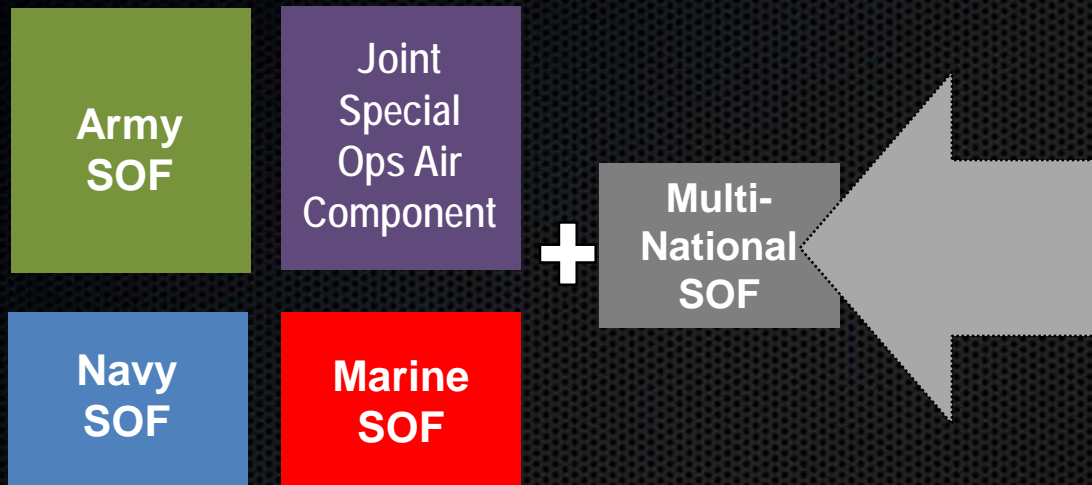 Army
SOF
Joint
Special
Ops Air
Component
+
Multi-
National
SOF
Navy
SOF
Marine
SOF